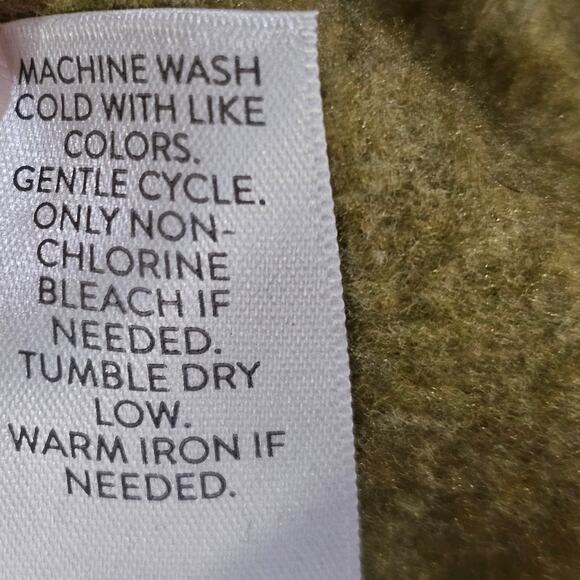 MACHINE WASH
COLD WITH LIKE
COLORS.
GENTLE CYCLE.
ONLY NON-
CHLORINE
BLEACH IF
NEEDED.
TUMBLE DRY
LOW.
WARM IRON IF
NEEDED.